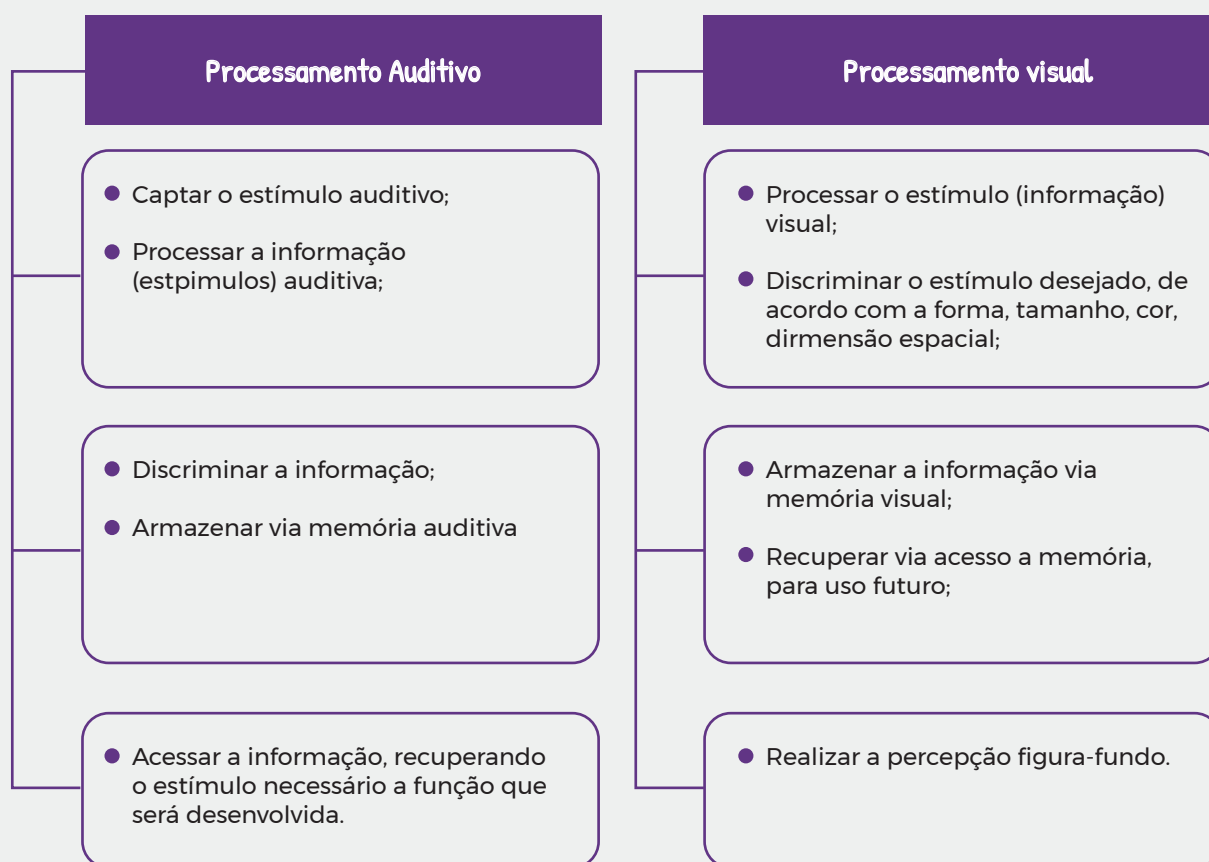 Processamento Auditivo
Captar o estímulo auditivo;
Processar a informação
(estpimulos) auditiva;
Discriminar a informação;
Armazenar via memória auditiva
Acessar a informação, recuperando
o estímulo necessário a função que
será desenvolvida.
Processamento visual
Processar o estímulo (informação)
visual;
Discriminar o estímulo desejado, de
acordo com a forma, tamanho, cor,
dirmensão espacial;
Armazenar a informação via
memória visual;
Recuperar via acesso a memória,
para uso futuro;
Realizar a percepção figura-fundo.